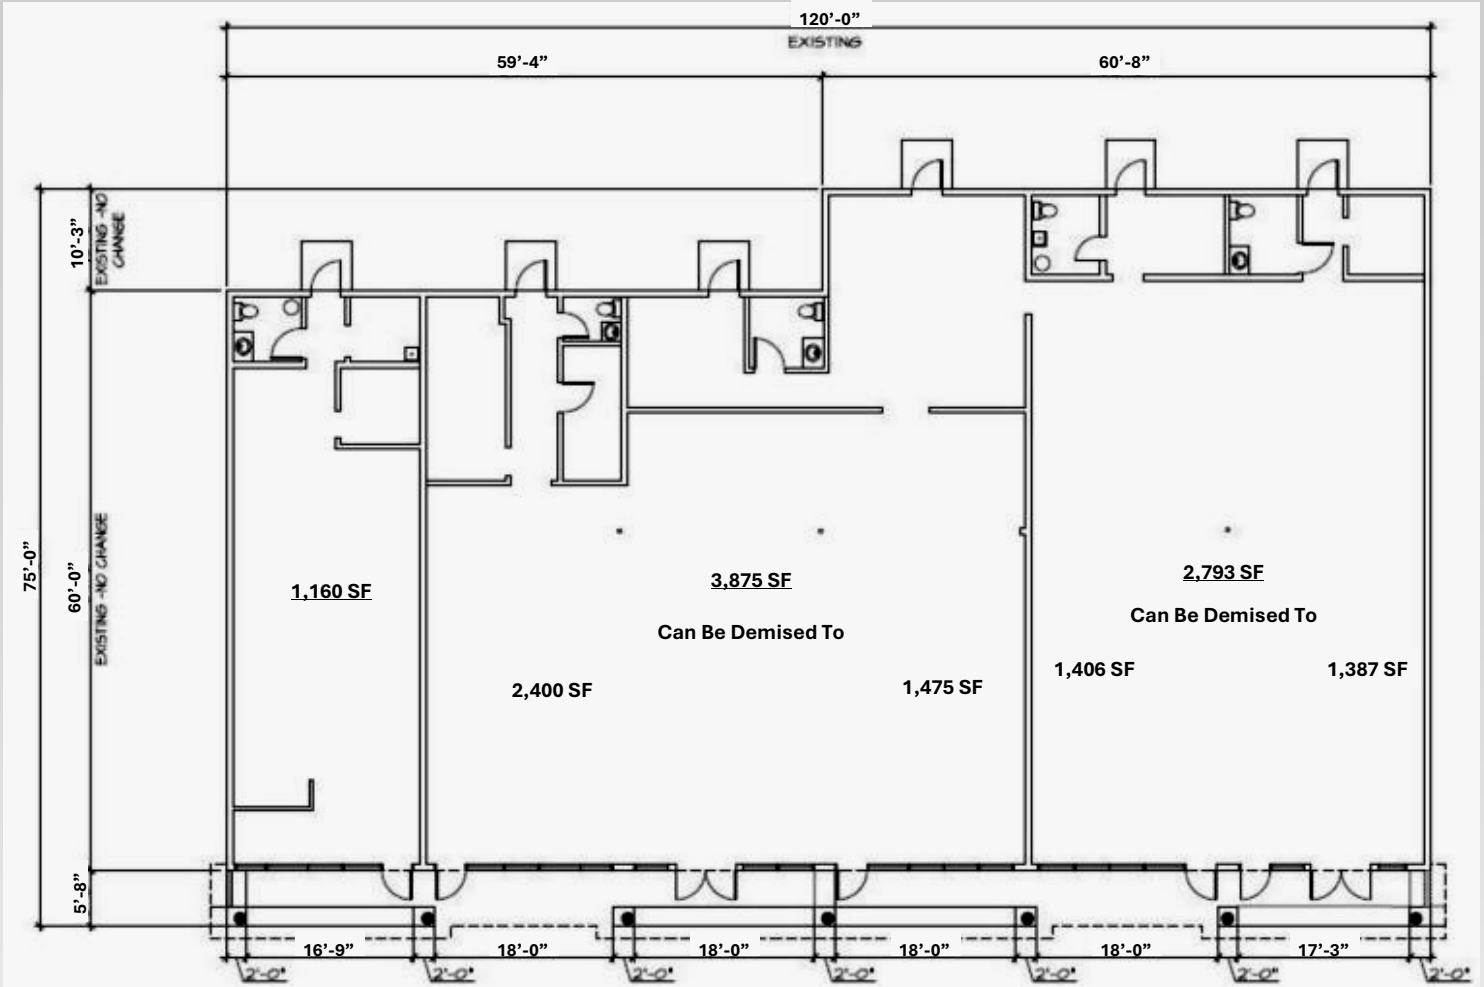 120’-0”
EXISTING
59’-4”
60’-8”
10’-3”
EXISTING -NO
CHANGE
75’-0”
60’-0”
EXISTING -NO CHANGE
1,160 SF
3,875 SF
Can Be Demised To
2,400 SF
1,475 SF
2,793 SF
Can Be Demised To
1,406 SF
1,387 SF
5’-8”
16’-9”
18’-0”
18’-0”
18’-0”
18’-0”
17’-3”
2'-0"
2'-0"
2'-0"
2'-0"
2'-0"
2'-0"
2'-0"